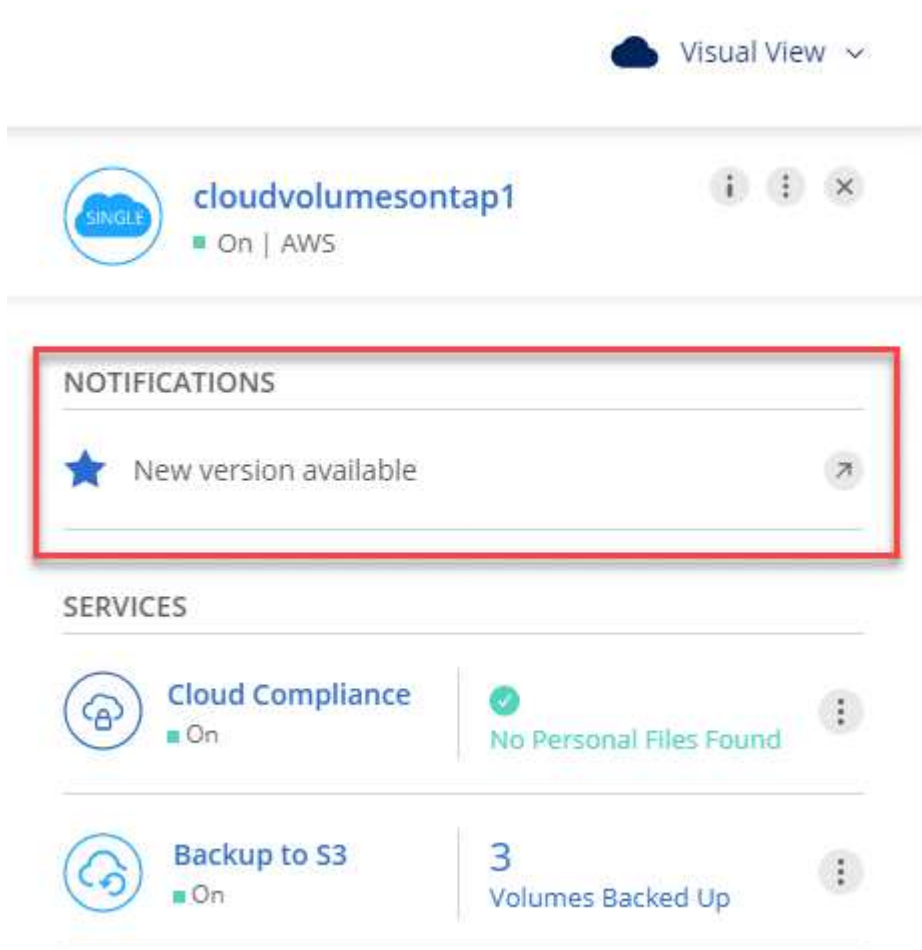 Visual View
SINGLE
cloudvolumesontap1
On | AWS
NOTIFICATIONS
New version available
SERVICES
Cloud Compliance
On
No Personal Files Found
Backup to S3
On
3
Volumes Backed Up